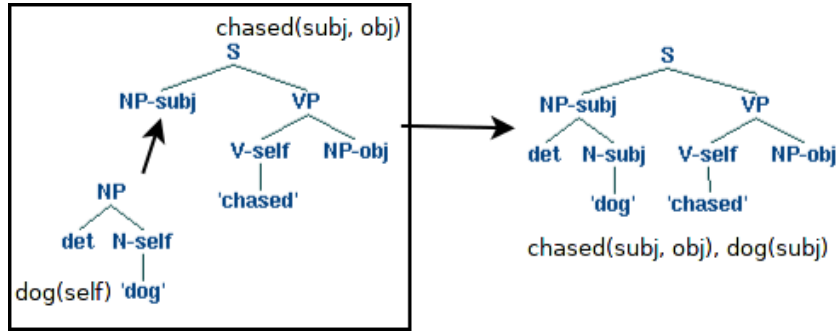 chased(subj, obj)
S
NP-subj VP
V-self NP-obj
'chased'
NP
det N-self
dog(self) 'dog'
S
NP-subj VP
det N-subj V-self NP-obj
'dog' 'chased'
chased(subj, obj), dog(subj)